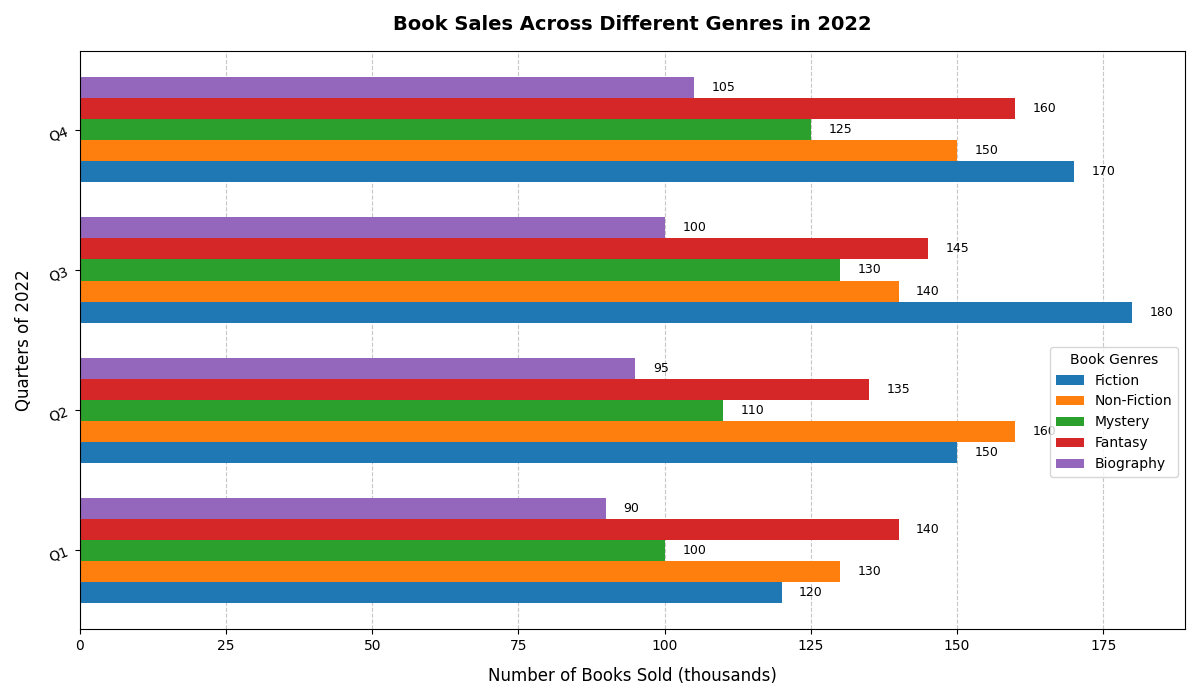 Book Sales Across Different Genres in 2022
Quarters of 2022
Q4
105
160
125
150
170
Q3
100
145
130
140
180
Q2
95
135
110
160
150
Q1
90
140
100
130
120
Book Genres
Fiction
Non-Fiction
Mystery
Fantasy
Biography
0 25 50 75 100 125 150 175
Number of Books Sold (thousands)